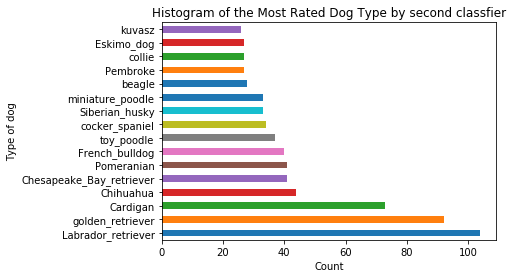 Histogram of the Most Rated Dog Type by second classfier
kuvasz
Eskimo_dog
collie
Pembroke
beagle
miniature_poodle
Siberian_husky
cocker_spaniel
toy_poodle
French_bulldog
Pomeranian
Chesapeake_Bay_retriever
Chihuahua
Cardigan
golden_retriever
Labrador_retriever
Type of dog
0 20 40 60 80 100
Count